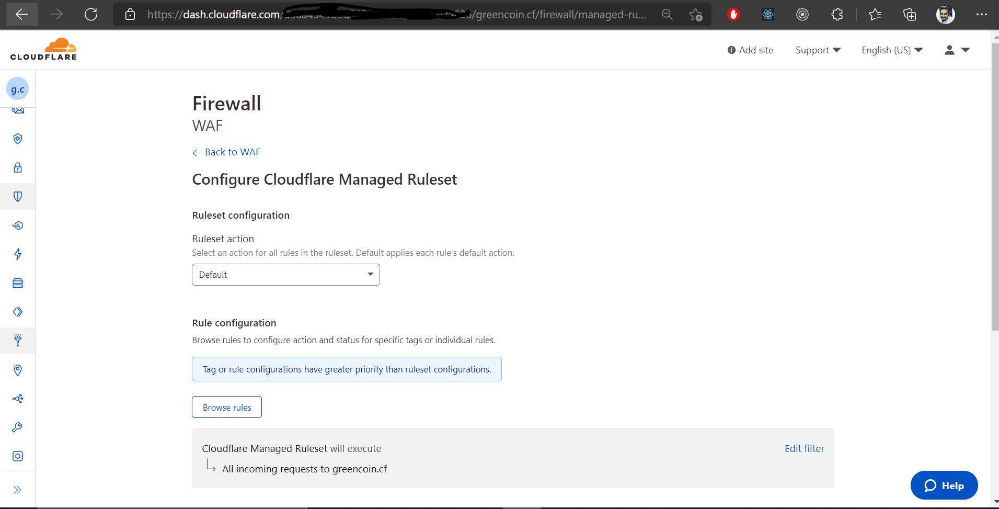 https://dash.cloudflare.com/ /greencoin.cf/firewall/managed-ru...
CLOUDFLARE
Add site
Support
English (US)
g.c
Firewall
WAF
← Back to WAF
Configure Cloudflare Managed Ruleset
Ruleset configuration
Ruleset action
Select an action for all rules in the ruleset. Default applies each rule's default action.
Default
Rule configuration
Browse rules to configure action and status for specific tags or individual rules.
Tag or rule configurations have greater priority than ruleset configurations.
Browse rules
Cloudflare Managed Ruleset will execute
Edit filter
All incoming requests to greencoin.cf
Help